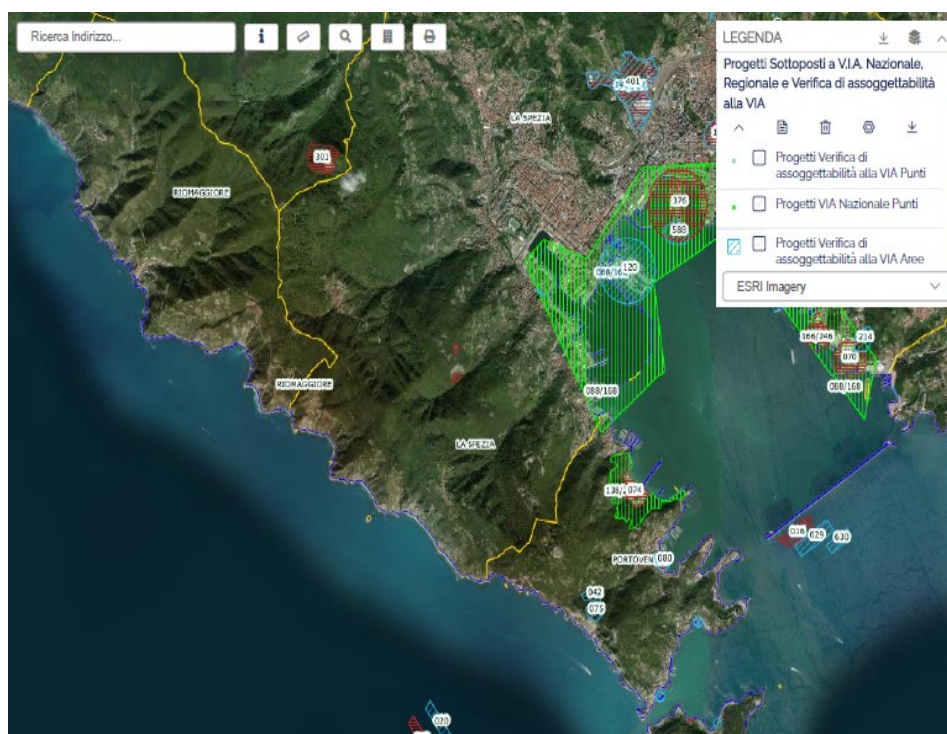 Ricerca Indirizzo...
LEGENDA
Progetti Sottoposti a V.I.A. Nazionale,
Regionale e Verifica di assoggettabilità
alla VIA
Progetti Verifica di
assoggettabilità alla VIA Punti
Progetti VIA Nazionale Punti
Progetti Verifica di
assoggettabilità alla VIA Aree
ESRI Imagery
401
LA SPEZIA
301
RIOMAGGIORE
376
588
120
166/246
214
070
088/168
RIOMAGGIORE
088/168
LA SPEZIA
074
016
029
630
PORTOVEN
080
042
075
020